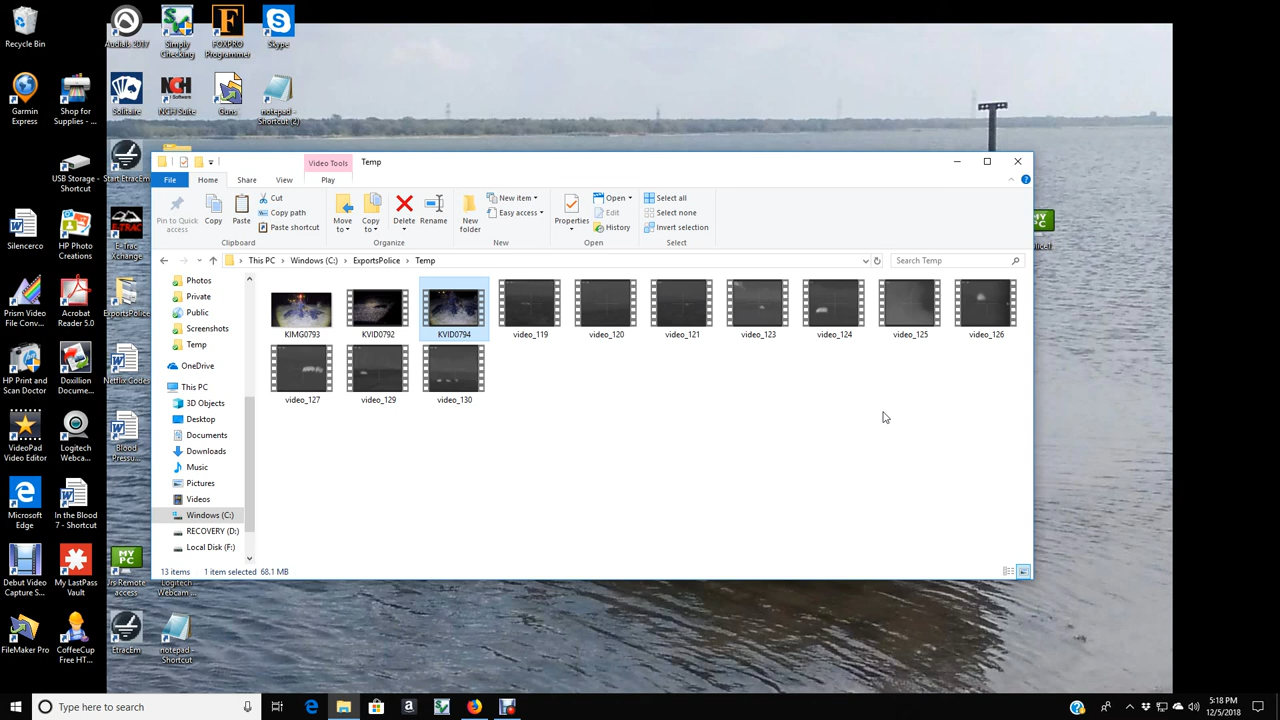 Recycle Bin
Audials 2017
Simply
Checking
FOXPRO
Programmer
Skype
Garmin
Express
Shop for
Supplies - ...
Solitaire
NCH Suite
Guns
notepad -
Shortcut (2)
USB Storage -
Shortcut
Start EtracEm
Silencerco
HP Photo
Creations
E-Trac
Xchange
Prism Video
File Conv...
Acrobat
Reader 5.0
ExportsPolice
HP Print and
Scan Doctor
Doxillion
Docume...
Netflix Codes
VideoPad
Video Editor
Logitech
Webca...
Blood
Pressu...
Microsoft
Edge
In the Blood
7 - Shortcut
Debut Video
Capture S...
My LastPass
Vault
MY
PC
Jrs Remote
access
Logitech
Webcam ...
FileMaker Pro
CoffeeCup
Free HT...
EtracEm
notepad -
Shortcut
MY
PC
Video Tools
Temp
File
Home
Share
View
Play
Pin to Quick
access
Copy
Paste
Cut
Copy path
Paste shortcut
Clipboard
Move
to
Copy
to
Delete
Rename
Organize
New
folder
New item
Easy access
New
Properties
Open
Edit
History
Open
Select all
Select none
Invert selection
Select
This PC > Windows (C:) > ExportsPolice > Temp
Search Temp
Photos
Private
Public
Screenshots
Temp
OneDrive
This PC
3D Objects
Desktop
Documents
Downloads
Music
Pictures
Videos
Windows (C:)
RECOVERY (D:)
Local Disk (F:)
KIMG0793
KVID0792
KVID0794
video_119
video_120
video_121
video_123
video_124
video_125
video_126
video_127
video_129
video_130
13 items
1 item selected 68.1 MB
Type here to search
5:18 PM
12/5/2018